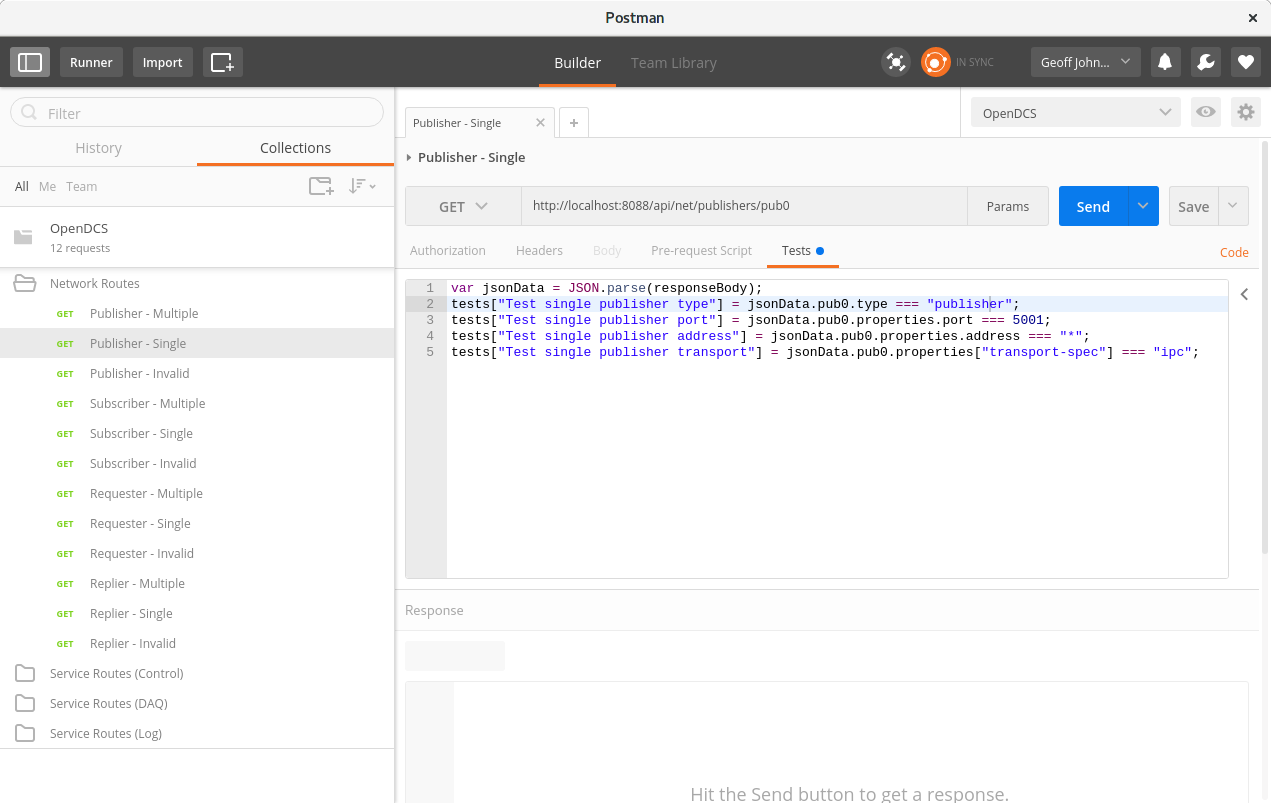 Postman
Runner Import Builder Team Library IN SYNC Geoff John...
Filter
History Collections
All Me Team
OpenDCS
12 requests
Network Routes
GET Publisher - Multiple
GET Publisher - Single
GET Publisher - Invalid
GET Subscriber - Multiple
GET Subscriber - Single
GET Subscriber - Invalid
GET Requester - Multiple
GET Requester - Single
GET Requester - Invalid
GET Replier - Multiple
GET Replier - Single
GET Replier - Invalid
Service Routes (Control)
Service Routes (DAQ)
Service Routes (Log)
Publisher - Single
OpenDCS
Publisher - Single
GET http://localhost:8088/api/net/publishers/pub0 Params Send Save
Authorization Headers Body Pre-request Script Tests Code
1 var jsonData = JSON.parse(responseBody);
2 tests["Test single publisher type"] = jsonData.pub0.type === "publisher";
3 tests["Test single publisher port"] = jsonData.pub0.properties.port === 5001;
4 tests["Test single publisher address"] = jsonData.pub0.properties.address === "*";
5 tests["Test single publisher transport"] = jsonData.pub0.properties["transport-spec"] === "ipc";
Response
Hit the Send button to get a response.